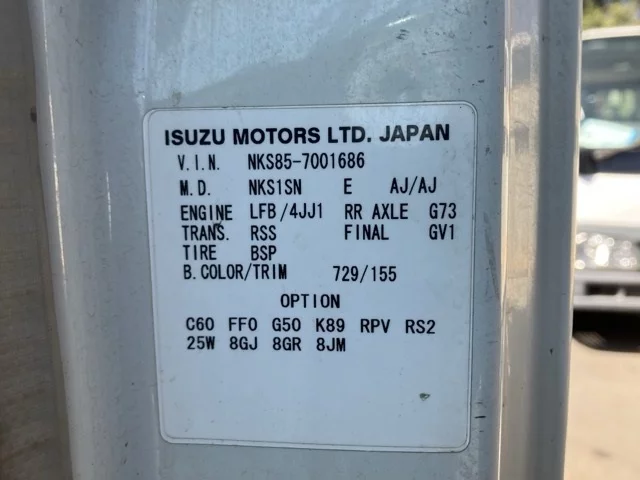 ISUZU MOTORS LTD. JAPAN
V.I.N. NKS85-7001686
M.D. NKS1SN E AJ/AJ
ENGINE LFB/4JJ1 RR AXLE G73
TRANS. RSS FINAL GV1
TIRE BSP
B.COLOR/TRIM 729/155
OPTION
C60 FF0 G50 K89 RPV RS2
25W 8GJ 8GR 8JM